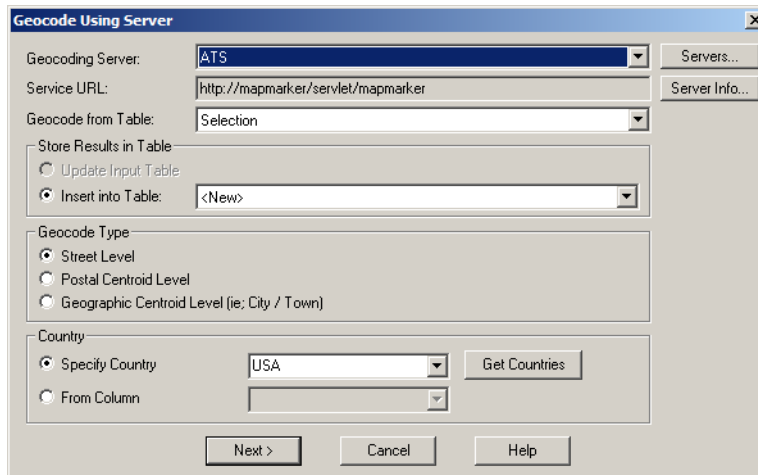 Geocode Using Server
Geocoding Server: ATS Servers...
Service URL: http://mapmarker/servlet/mapmarker Server Info...
Geocode from Table: Selection
Store Results in Table
Update Input Table
Insert into Table: <New>
Geocode Type
Street Level
Postal Centroid Level
Geographic Centroid Level (ie; City / Town)
Country
Specify Country USA Get Countries
From Column
Next > Cancel Help